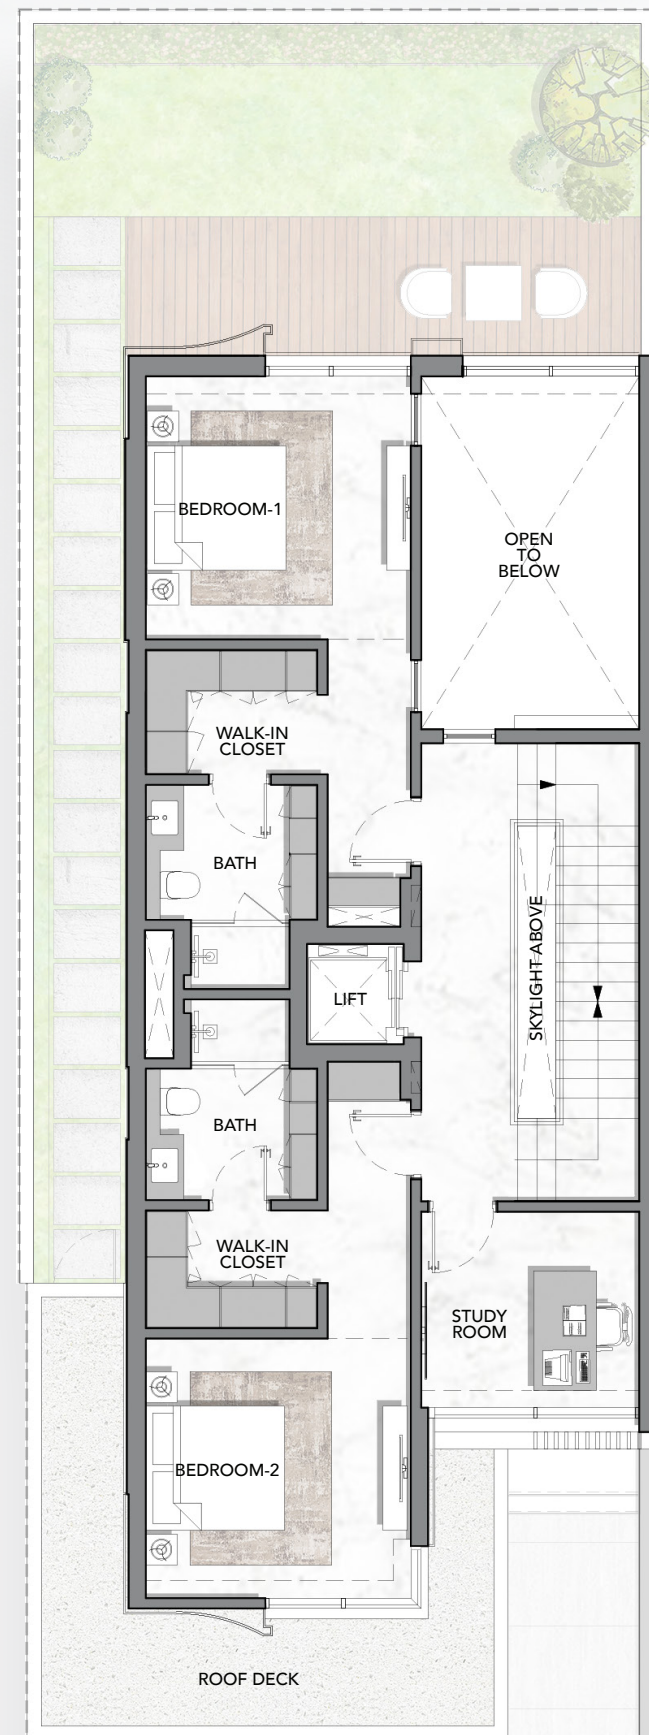 BEDROOM-1
OPEN
TO
BELOW
WALK-IN
CLOSET
BATH
SKYLIGHT ABOVE
LIFT
BATH
WALK-IN
CLOSET
STUDY
ROOM
BEDROOM-2
ROOF DECK